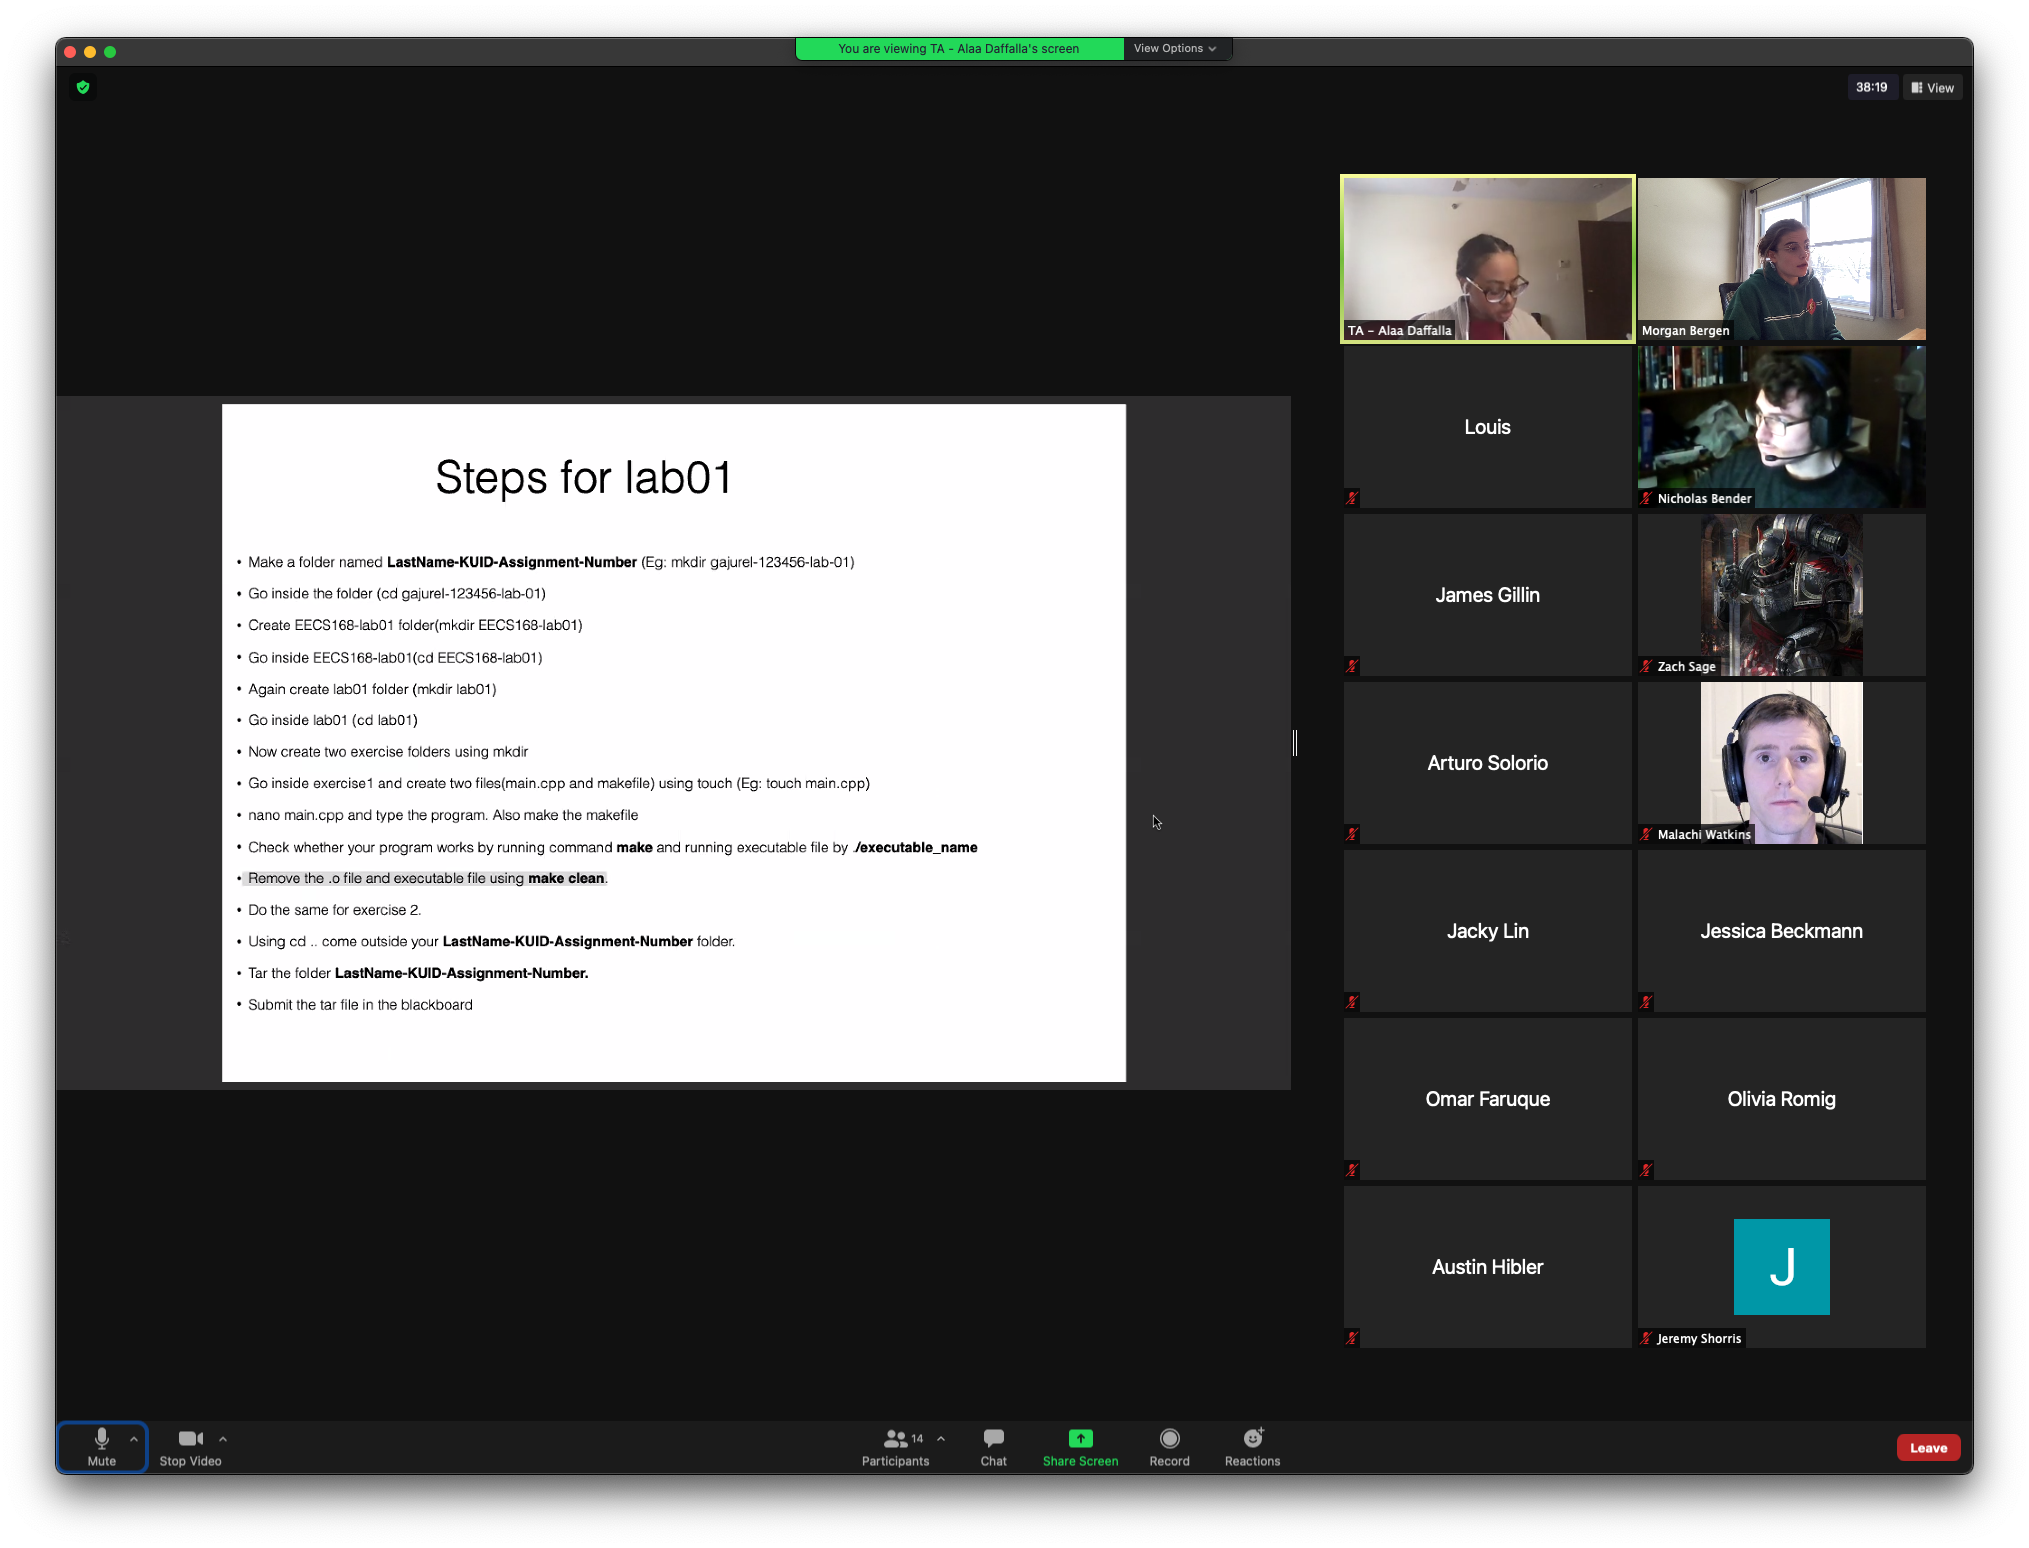 You are viewing TA - Alaa Daffalla's screen
View Options
38:19
View
TA - Alaa Daffalla
Morgan Bergen
Louis
Nicholas Bender
James Gillin
Zach Sage
Arturo Solorio
Malachi Watkins
Jacky Lin
Jessica Beckmann
Omar Faruque
Olivia Romig
Austin Hibler
J
Jeremy Shorris
Steps for lab01
• Make a folder named LastName-KUID-Assignment-Number (Eg: mkdir gajurel-123456-lab-01)
• Go inside the folder (cd gajurel-123456-lab-01)
• Create EECS168-lab01 folder(mkdir EECS168-lab01)
• Go inside EECS168-lab01(cd EECS168-lab01)
• Again create lab01 folder (mkdir lab01)
• Go inside lab01 (cd lab01)
• Now create two exercise folders using mkdir
• Go inside exercise1 and create two files(main.cpp and makefile) using touch (Eg: touch main.cpp)
• nano main.cpp and type the program. Also make the makefile
• Check whether your program works by running command make and running executable file by ./executable_name
• Remove the .o file and executable file using make clean.
• Do the same for exercise 2.
• Using cd .. come outside your LastName-KUID-Assignment-Number folder.
• Tar the folder LastName-KUID-Assignment-Number.
• Submit the tar file in the blackboard
Mute
Stop Video
14
Participants
Chat
Share Screen
Record
Reactions
Leave